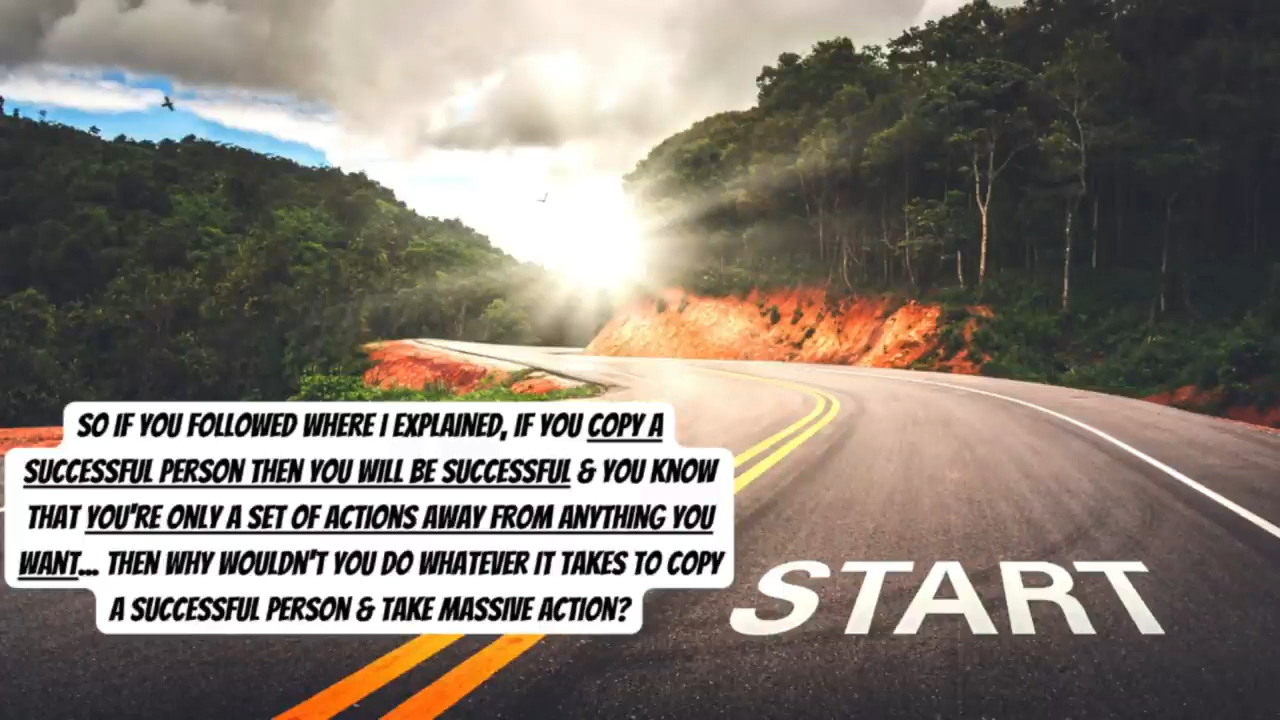 SO IF YOU FOLLOWED WHERE I EXPLAINED, IF YOU COPY A
SUCCESSFUL PERSON THEN YOU WILL BE SUCCESSFUL & YOU KNOW
THAT YOU'RE ONLY A SET OF ACTIONS AWAY FROM ANYTHING YOU
WANT... THEN WHY WOULDN'T YOU DO WHATEVER IT TAKES TO COPY
A SUCCESSFUL PERSON & TAKE MASSIVE ACTION?
START